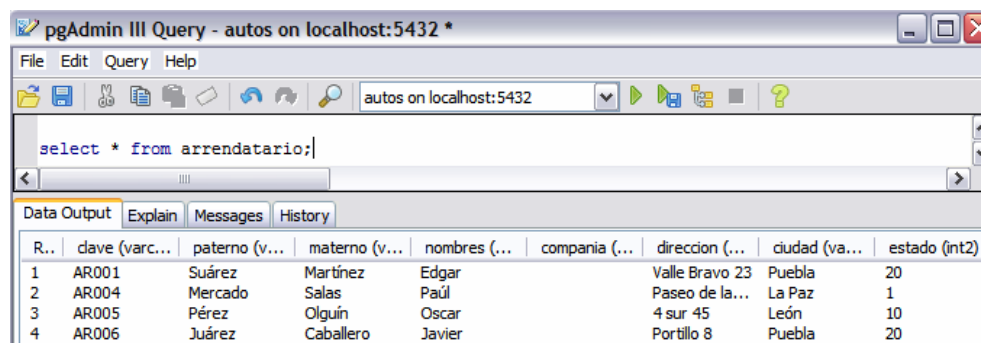 pgAdmin III Query - autos on localhost:5432 *
File Edit Query Help
autos on localhost:5432
select * from arrendatario;
Data Output Explain Messages History
R.. clave (varc... paterno (v... materno (v... nombres (... compania (... direccion (... ciudad (va... estado (int2)
1 AR001 Suárez Martínez Edgar Valle Bravo 23 Puebla 20
2 AR004 Mercado Salas Paúl Paseo de la... La Paz 1
3 AR005 Pérez Olguín Oscar 4 sur 45 León 10
4 AR006 Juárez Caballero Javier Portillo 8 Puebla 20